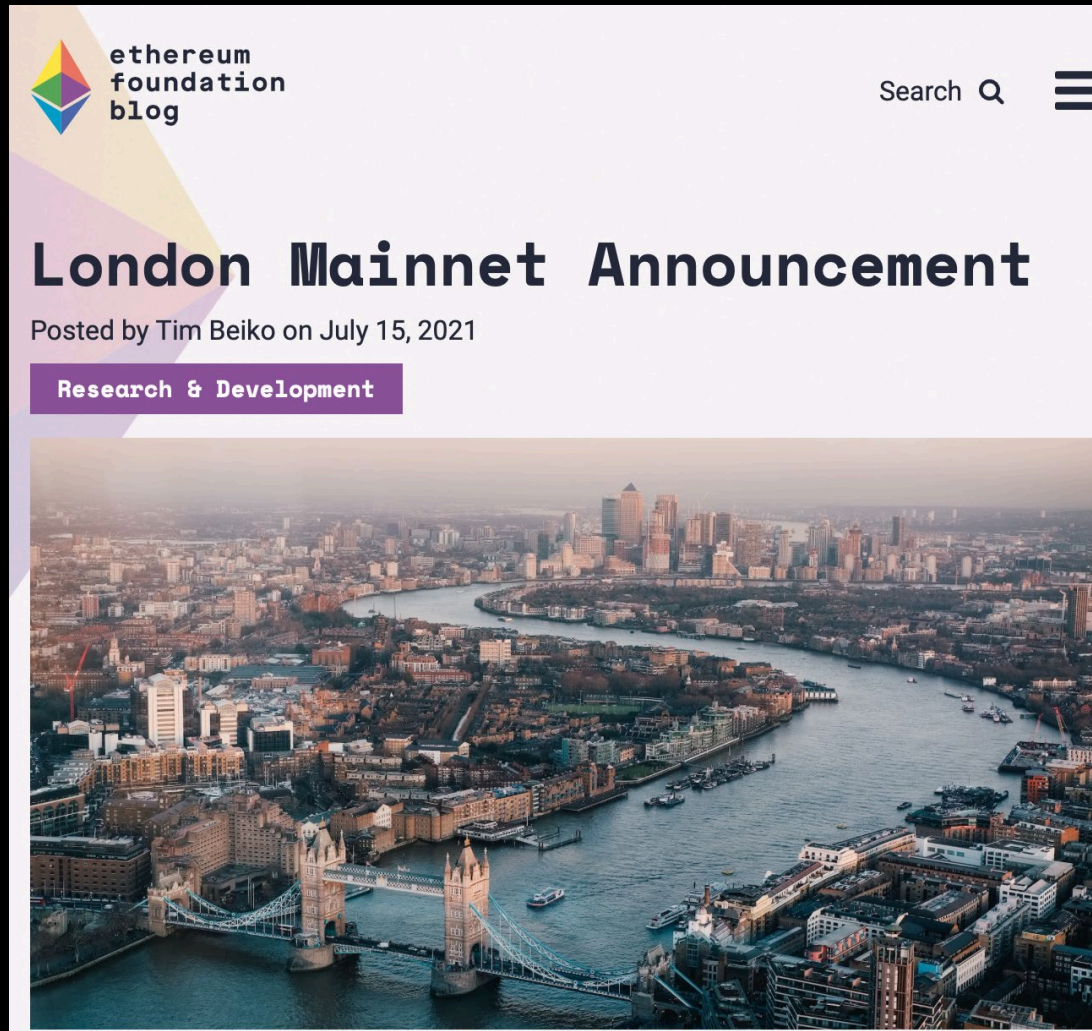 ethereum
foundation
blog
Search
London Mainnet Announcement
Posted by Tim Beiko on July 15, 2021
Research & Development